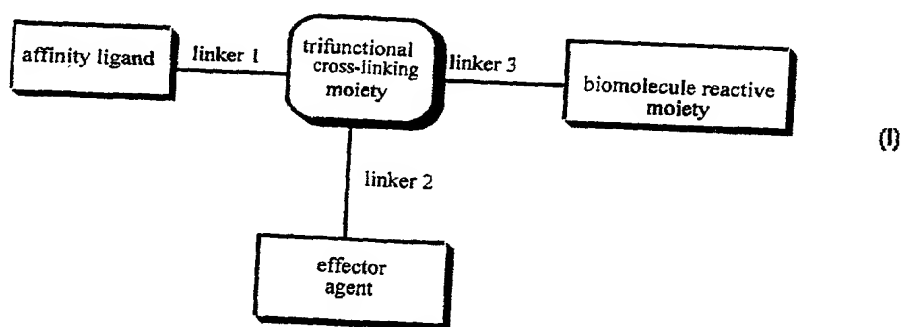 affinity ligand
linker 1
trifunctional
cross-linking
moiety
linker 3
biomolecule reactive
moiety
(I)
linker 2
effector
agent